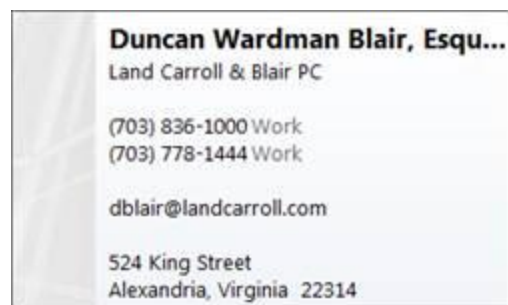 Duncan Wardman Blair, Esqu...
Land Carroll & Blair PC
(703) 836-1000 Work
(703) 778-1444 Work
dblair@landcarroll.com
524 King Street
Alexandria, Virginia 22314